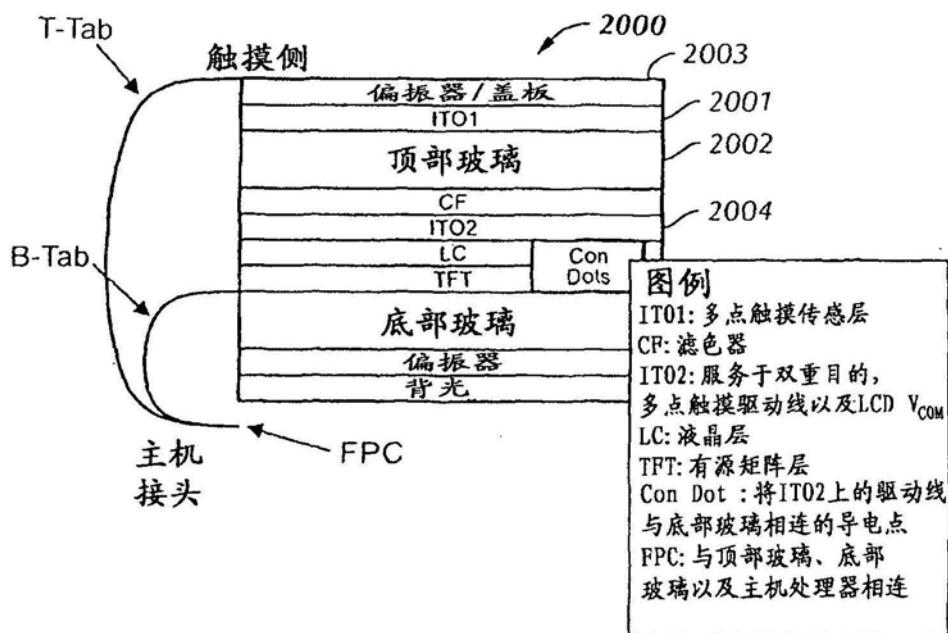 T-Tab
触摸侧
2000
2003
偏振器/盖板
2001
ITO1
顶部玻璃
2002
CF
2004
ITO2
B-Tab
LC
Con
Dots
TFT
底部玻璃
偏振器
背光
主机
接头
FPC
图例
ITO1: 多点触摸传感层
CF: 滤色器
ITO2: 服务于双重目的,
多点触摸驱动线以及LCD VCOM
LC: 液晶层
TFT: 有源矩阵层
Con Dot : 将ITO2上的驱动线
与底部玻璃相连的导电点
FPC: 与顶部玻璃、底部
玻璃以及主机处理器相连